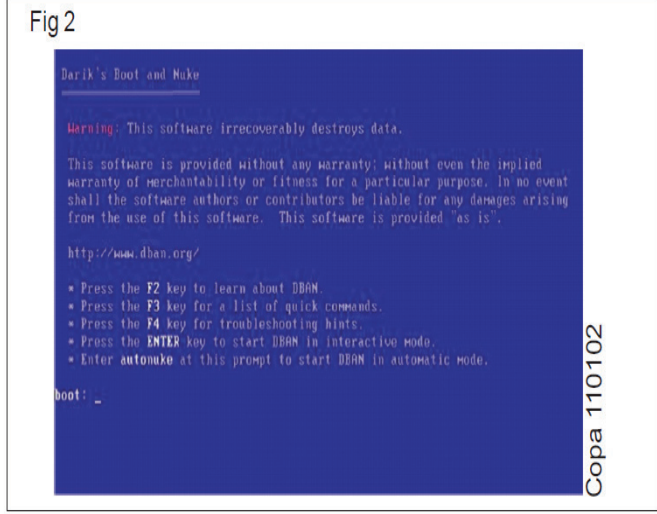 Fig 2
Darik's Boot and Nuke
Warning: This software irrecoverably destroys data.
This software is provided without any warranty; without even the implied
warranty of merchantability or fitness for a particular purpose. In no event
shall the software authors or contributors be liable for any damages arising
from the use of this software.  This software is provided "as is".
http://www.dban.org/
* Press the F2 key to learn about DBAN.
* Press the F3 key for a list of quick commands.
* Press the F4 key for troubleshooting hints.
* Press the ENTER key to start DBAN in interactive mode.
* Enter autonuke at this prompt to start DBAN in automatic mode.
boot: _
Copa 110102